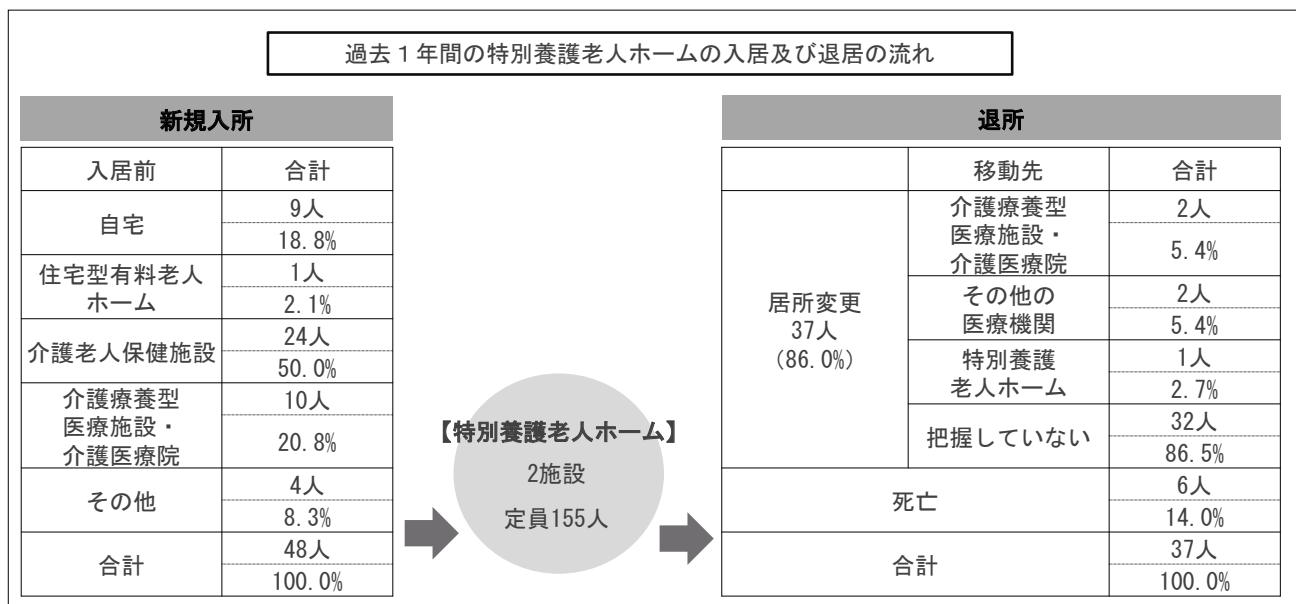 過去１年間の特別養護老人ホームの入居及び退居の流れ
新規入所
入居前
合計
自宅
9人
18.8%
住宅型有料老人
ホーム
1人
2.1%
介護老人保健施設
24人
50.0%
介護療養型
医療施設・
介護医療院
10人
20.8%
その他
4人
8.3%
合計
48人
100.0%
【特別養護老人ホーム】
2施設
定員155人
退所
移動先
合計
居所変更
37人
(86.0%)
介護療養型
医療施設・
介護医療院
2人
5.4%
その他の
医療機関
2人
5.4%
特別養護
老人ホーム
1人
2.7%
把握していない
32人
86.5%
死亡
6人
14.0%
合計
37人
100.0%